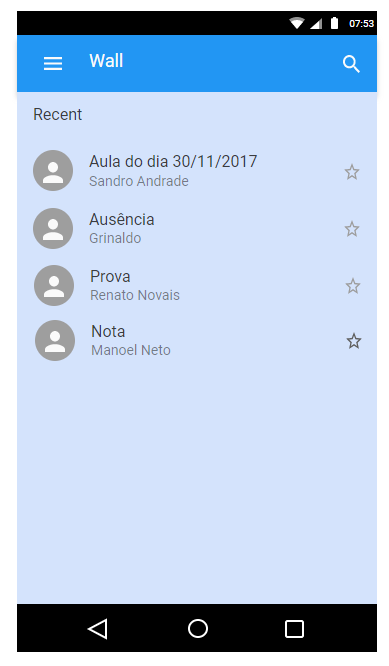 07:53
Wall
Recent
Aula do dia 30/11/2017
Sandro Andrade
Ausência
Grinaldo
Prova
Renato Novais
Nota
Manoel Neto